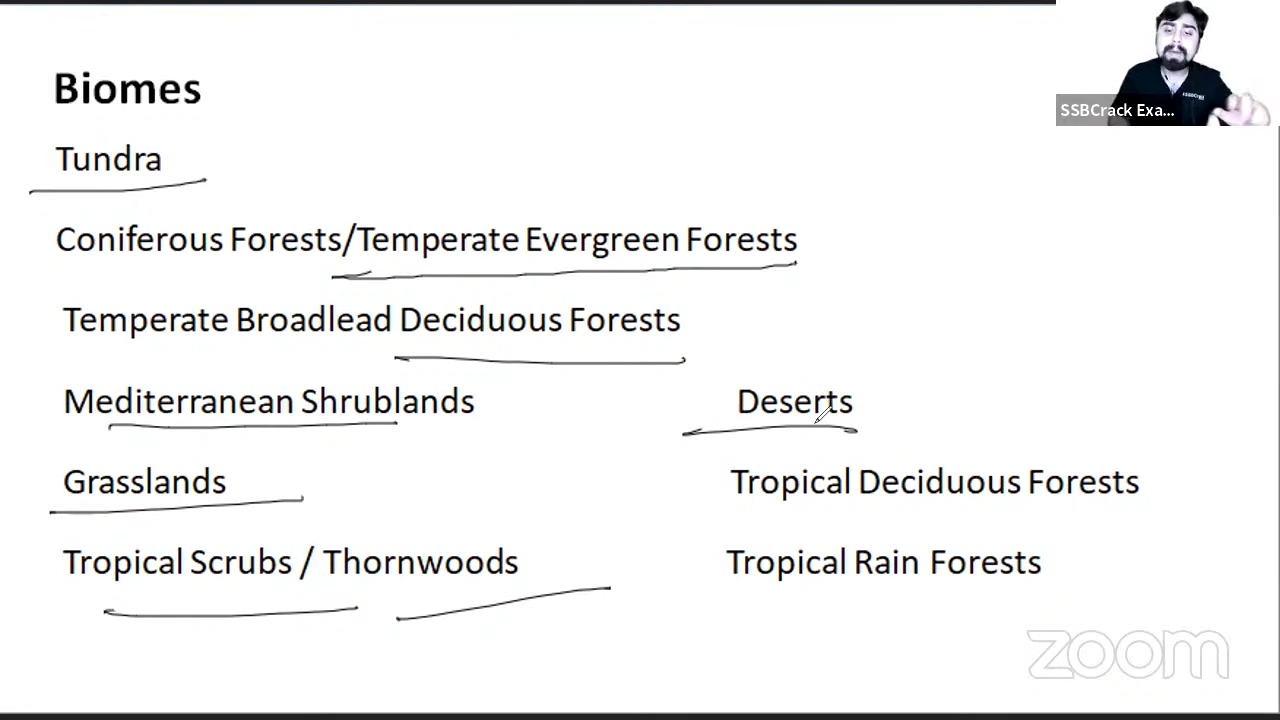 Biomes
SSBCrack Exa...
Tundra
Coniferous Forests/Temperate Evergreen Forests
Temperate Broadlead Deciduous Forests
Mediterranean Shrublands
Deserts
Grasslands
Tropical Deciduous Forests
Tropical Scrubs / Thornwoods
Tropical Rain Forests
zoom